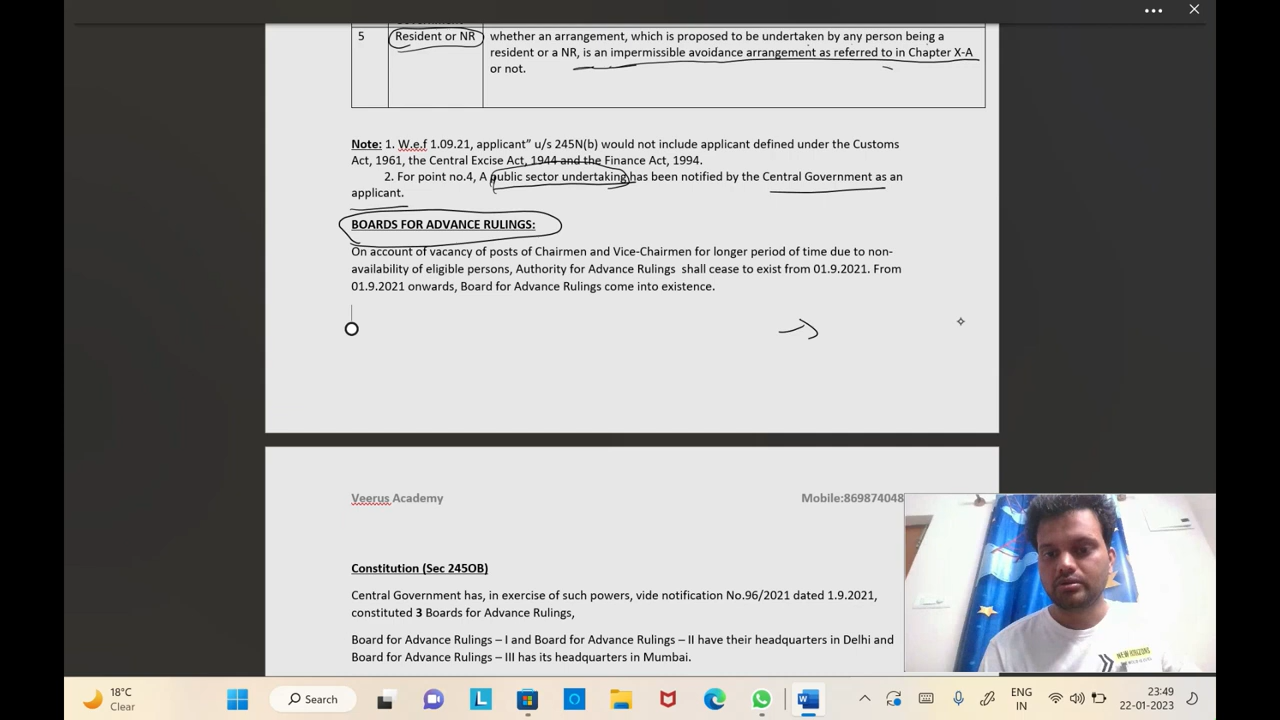 5
Resident or NR
whether an arrangement, which is proposed to be undertaken by any person being a
resident or a NR, is an impermissible avoidance arrangement as referred to in Chapter X-A
or not.
Note: 1. W.e.f 1.09.21, applicant” u/s 245N(b) would not include applicant defined under the Customs
Act, 1961, the Central Excise Act, 1944 and the Finance Act, 1994.
2. For point no.4, A public sector undertaking has been notified by the Central Government as an
applicant.
BOARDS FOR ADVANCE RULINGS:
On account of vacancy of posts of Chairmen and Vice-Chairmen for longer period of time due to non-
availability of eligible persons, Authority for Advance Rulings shall cease to exist from 01.9.2021. From
01.9.2021 onwards, Board for Advance Rulings come into existence.
Veerus Academy
Mobile:869874048
Constitution (Sec 245OB)
Central Government has, in exercise of such powers, vide notification No.96/2021 dated 1.9.2021,
constituted 3 Boards for Advance Rulings,
Board for Advance Rulings – I and Board for Advance Rulings – II have their headquarters in Delhi and
Board for Advance Rulings – III has its headquarters in Mumbai.
NEW HORIZONS
18°C
Clear
Search
ENG
IN
23:49
22-01-2023